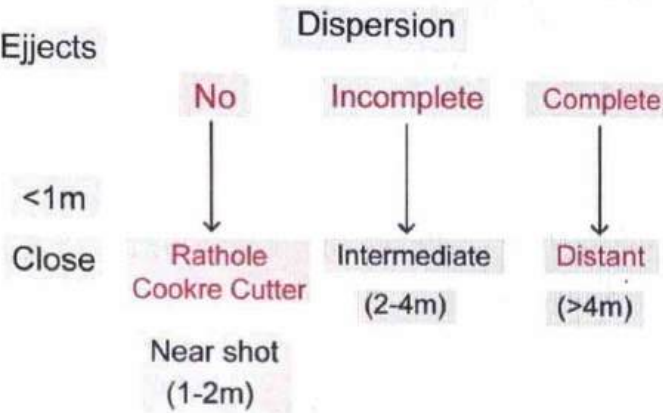 Dispersion
Ejjects
No Incomplete Complete
<1m
Close Rathole Intermediate Distant
Cookre Cutter (2-4m) (>4m)
Near shot
(1-2m)